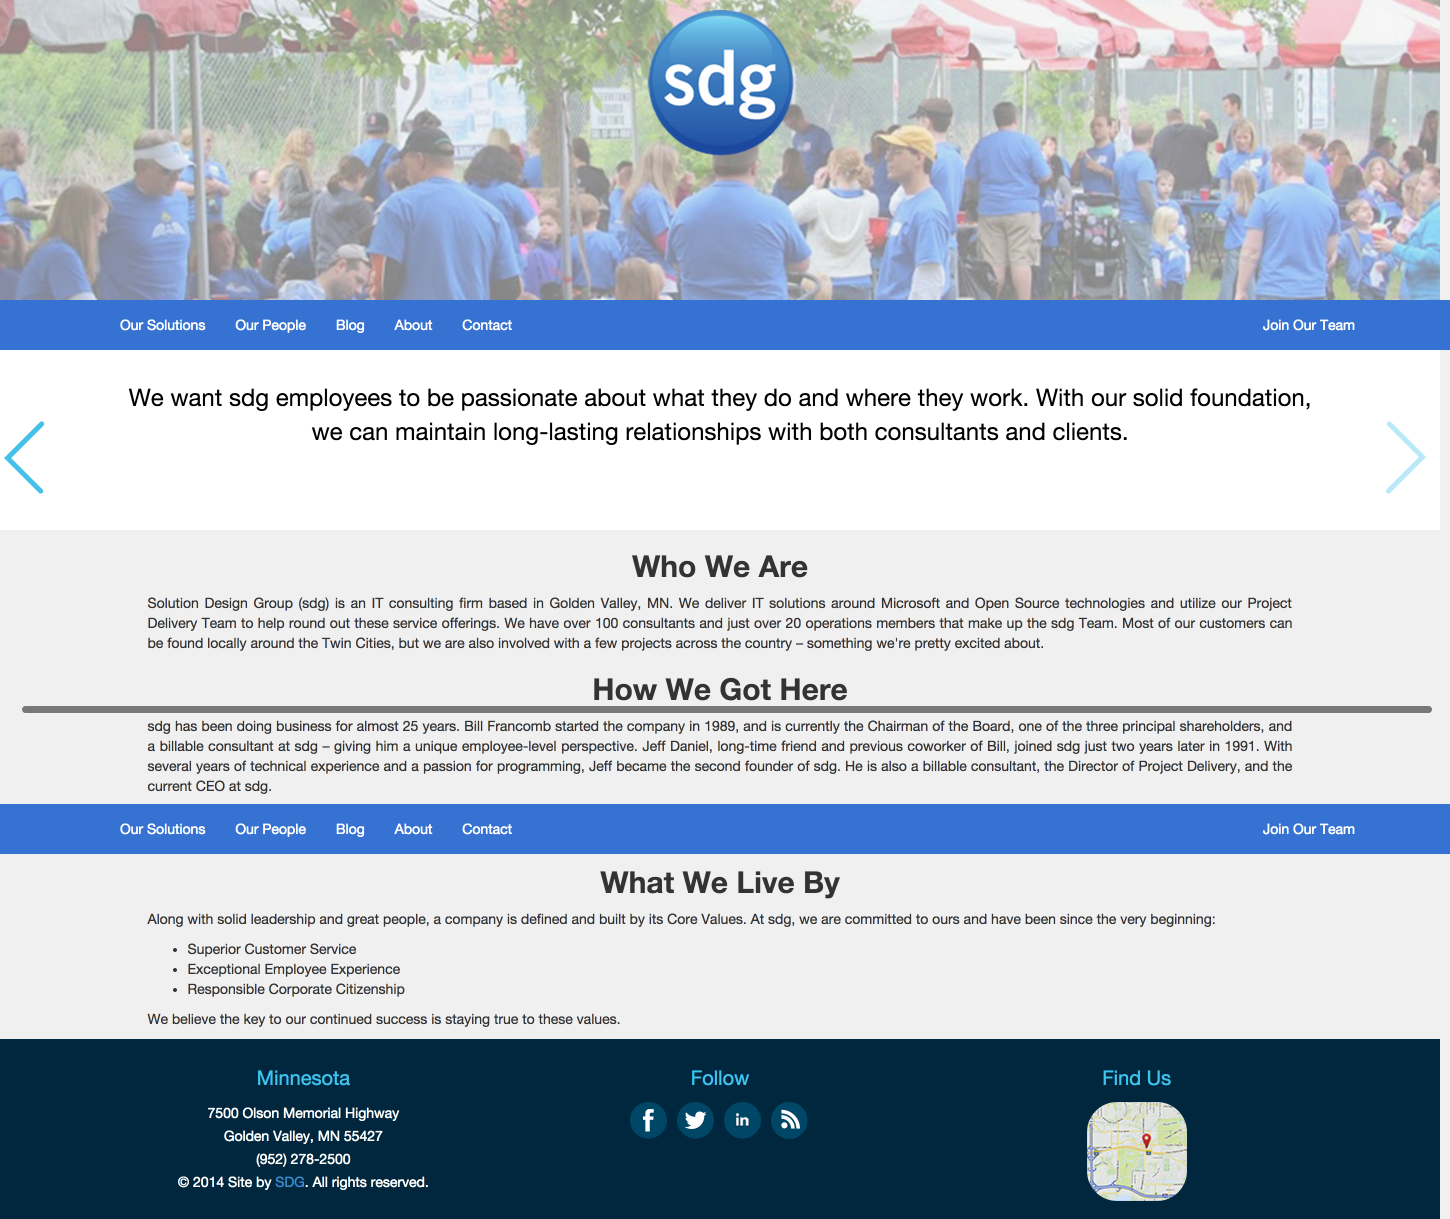 sdg
Our Solutions Our People Blog About Contact Join Our Team
We want sdg employees to be passionate about what they do and where they work. With our solid foundation,
we can maintain long-lasting relationships with both consultants and clients.
Who We Are
Solution Design Group (sdg) is an IT consulting firm based in Golden Valley, MN. We deliver IT solutions around Microsoft and Open Source technologies and utilize our Project
Delivery Team to help round out these service offerings. We have over 100 consultants and just over 20 operations members that make up the sdg Team. Most of our customers can
be found locally around the Twin Cities, but we are also involved with a few projects across the country – something we're pretty excited about.
How We Got Here
sdg has been doing business for almost 25 years. Bill Francomb started the company in 1989, and is currently the Chairman of the Board, one of the three principal shareholders, and
a billable consultant at sdg – giving him a unique employee-level perspective. Jeff Daniel, long-time friend and previous coworker of Bill, joined sdg just two years later in 1991. With
several years of technical experience and a passion for programming, Jeff became the second founder of sdg. He is also a billable consultant, the Director of Project Delivery, and the
current CEO at sdg.
Our Solutions Our People Blog About Contact Join Our Team
What We Live By
Along with solid leadership and great people, a company is defined and built by its Core Values. At sdg, we are committed to ours and have been since the very beginning:
• Superior Customer Service
• Exceptional Employee Experience
• Responsible Corporate Citizenship
We believe the key to our continued success is staying true to these values.
Minnesota
7500 Olson Memorial Highway
Golden Valley, MN 55427
(952) 278-2500
© 2014 Site by SDG. All rights reserved.
Follow
f in
Find Us